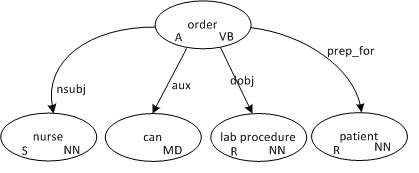 order
A VB
prep_for
nsubj
aux
dobj
nurse
S NN
can
MD
lab procedure
R NN
patient
R NN